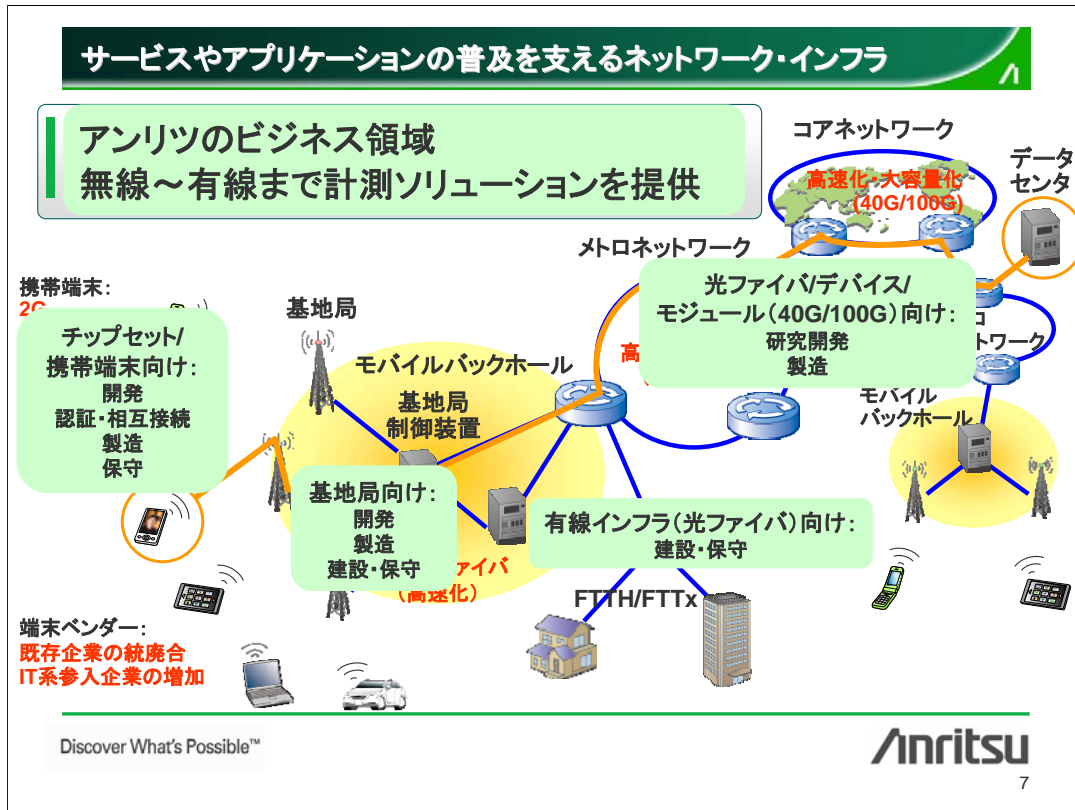 サービスやアプリケーションの普及を支えるネットワーク・インフラ
アンリツのビジネス領域
無線～有線まで計測ソリューションを提供
コアネットワーク
高速化・大容量化
(40G/100G)
データ
センタ
メトロネットワーク
携帯端末：
2G
チップセット/
携帯端末向け：
開発
認証・相互接続
製造
保守
基地局
モバイルバックホール
基地局
制御装置
光ファイバ/デバイス/
モジュール（40G/100G）向け：
研究開発
製造
高
ロ
トワーク
モバイル
バックホール
基地局向け：
開発
製造
建設・保守
ァイバ
（高速化）
有線インフラ（光ファイバ）向け：
建設・保守
FTTH/FTTx
端末ベンダー：
既存企業の統廃合
IT系参入企業の増加
Discover What's Possible™
Anritsu
7